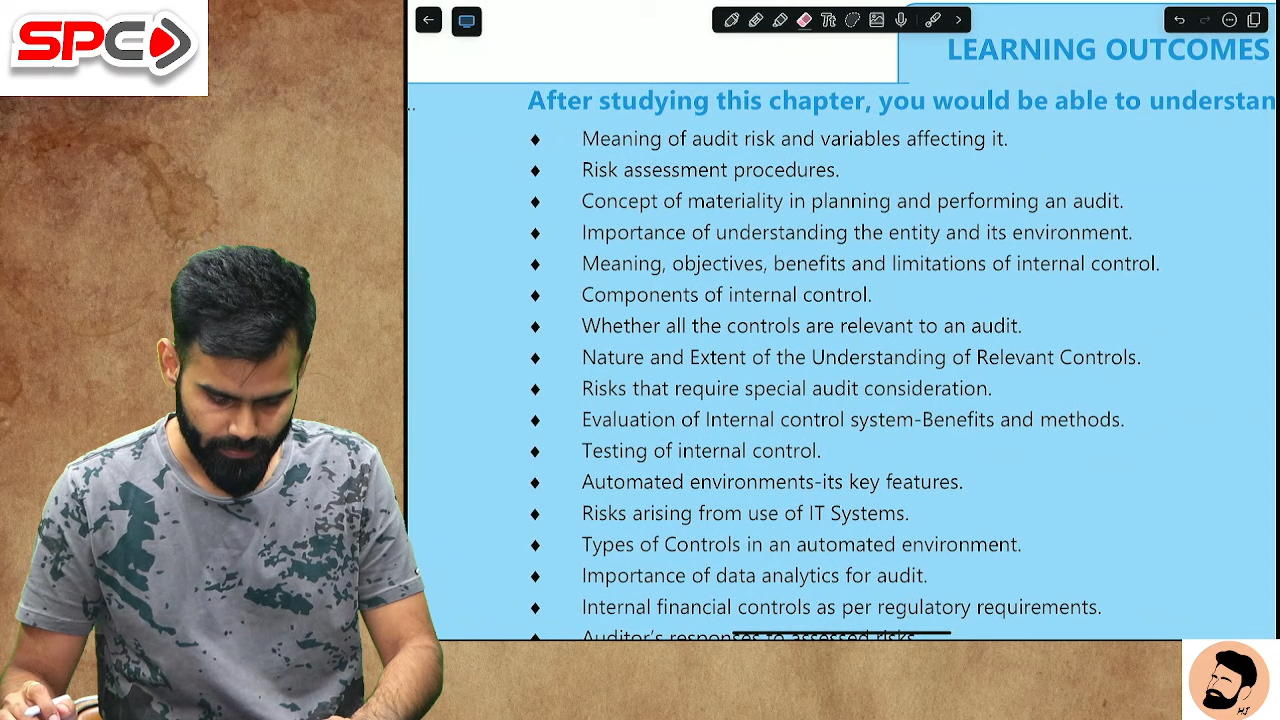 SPC
LEARNING OUTCOMES
After studying this chapter, you would be able to understan
♦ Meaning of audit risk and variables affecting it.
♦ Risk assessment procedures.
♦ Concept of materiality in planning and performing an audit.
♦ Importance of understanding the entity and its environment.
♦ Meaning, objectives, benefits and limitations of internal control.
♦ Components of internal control.
♦ Whether all the controls are relevant to an audit.
♦ Nature and Extent of the Understanding of Relevant Controls.
♦ Risks that require special audit consideration.
♦ Evaluation of Internal control system-Benefits and methods.
♦ Testing of internal control.
♦ Automated environments-its key features.
♦ Risks arising from use of IT Systems.
♦ Types of Controls in an automated environment.
♦ Importance of data analytics for audit.
♦ Internal financial controls as per regulatory requirements.
♦ Auditor's responses to assessed risks
HJ